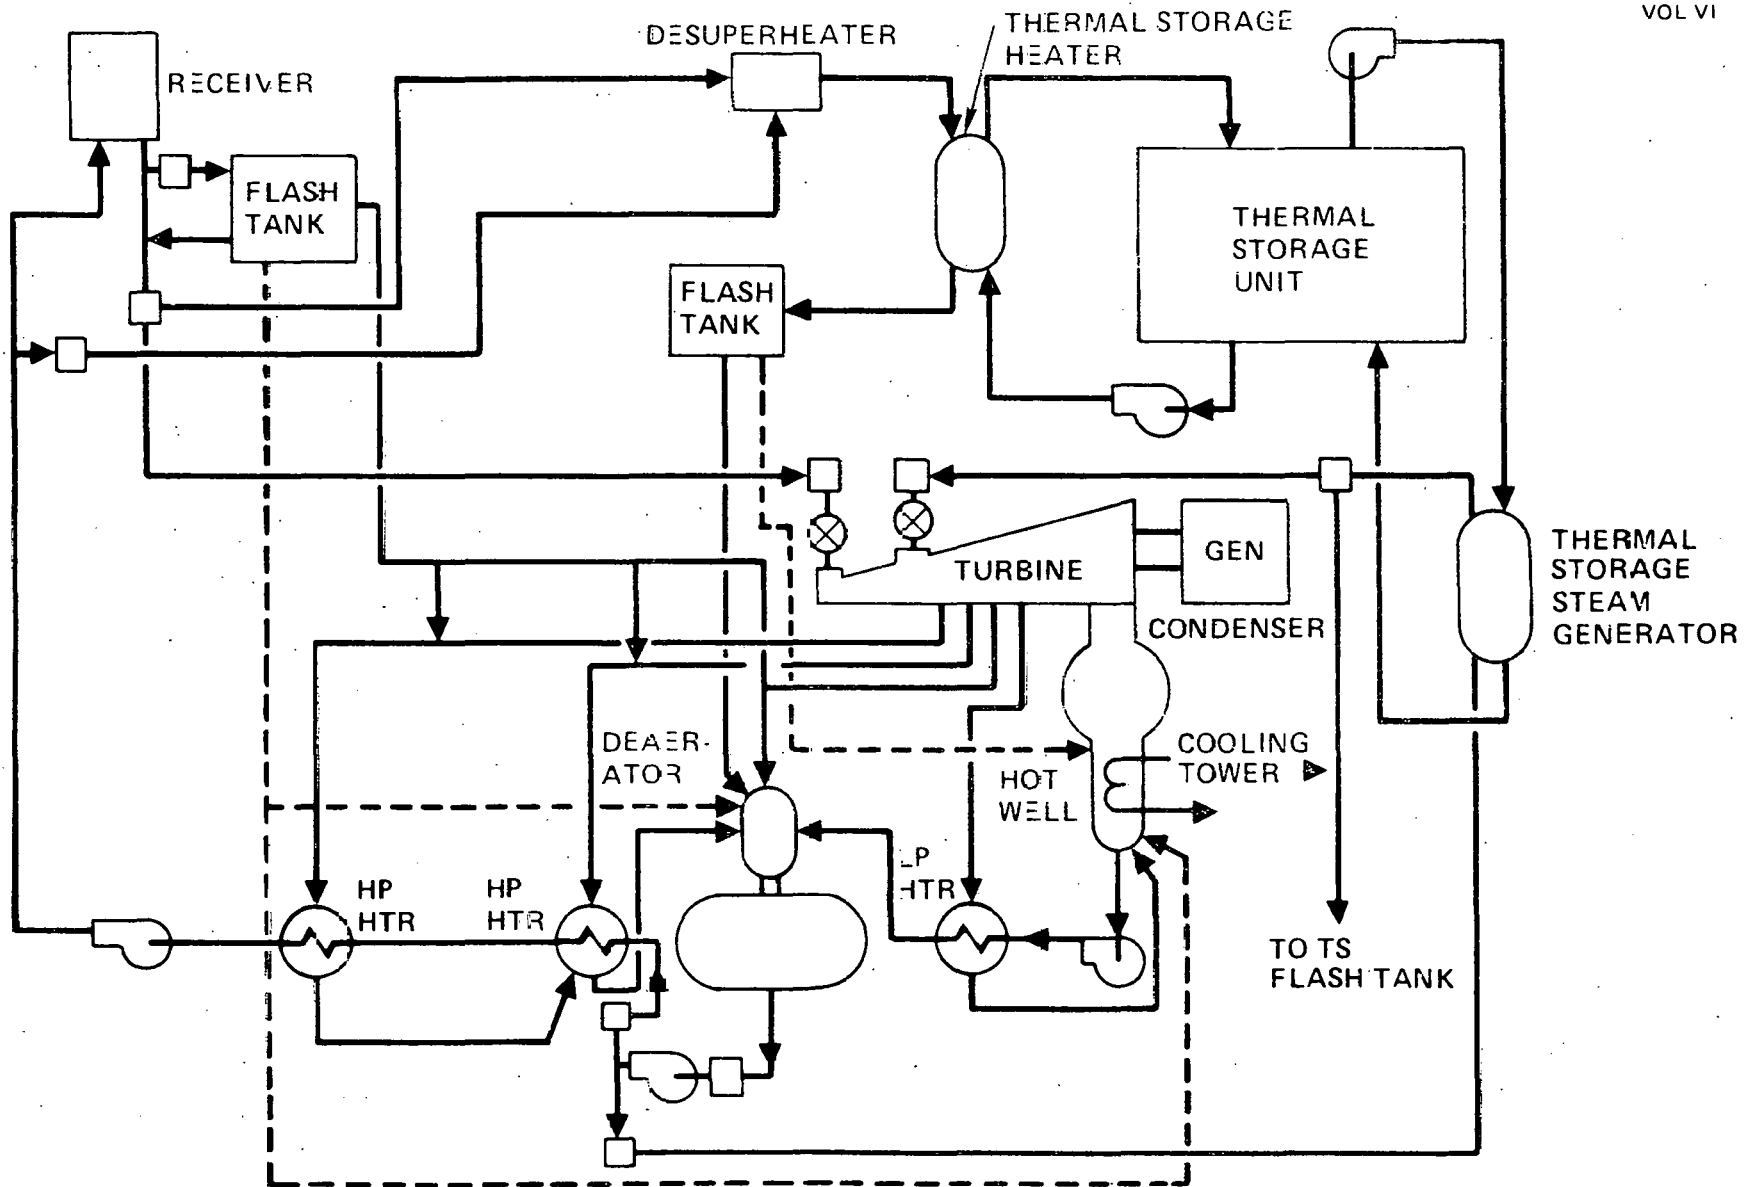 VOL VI
THERMAL STORAGE
HEATER
DESUPERHEATER
RECEIVER
FLASH
TANK
THERMAL
STORAGE
UNIT
FLASH
TANK
GEN
TURBINE
THERMAL
STORAGE
STEAM
GENERATOR
CONDENSER
DEAER-
ATOR
COOLING
TOWER
HOT
WELL
LP
HTR
HP
HTR
HP
HTR
TO TS
FLASH TANK